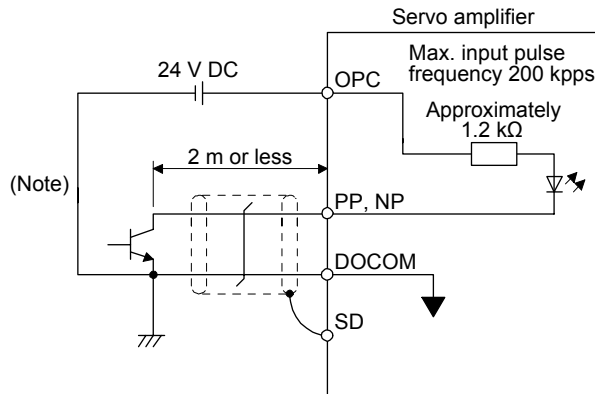 Servo amplifier
Max. input pulse
frequency 200 kpps
24 V DC
OPC
Approximately
1.2 kΩ
2 m or less
(Note)
PP, NP
DOCOM
SD